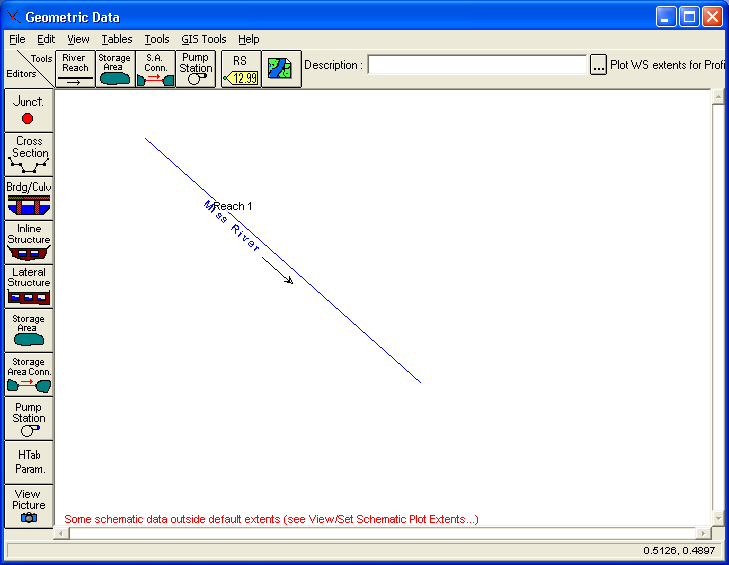 Geometric Data
File Edit View Tables Tools GIS Tools Help
Tools
Editors
River
Reach
Storage
Area
S.A.
Conn.
Pump
Station
RS
12.99
Description :
...
Plot WS extents for Profi
Junct.
Cross
Section
Brdg/Culv
Inline
Structure
Lateral
Structure
Storage
Area
Storage
Area Conn.
Pump
Station
HTab
Param.
View
Picture
Reach 1
Miss River
Some schematic data outside default extents (see View/Set Schematic Plot Extents...)
0.5126, 0.4897